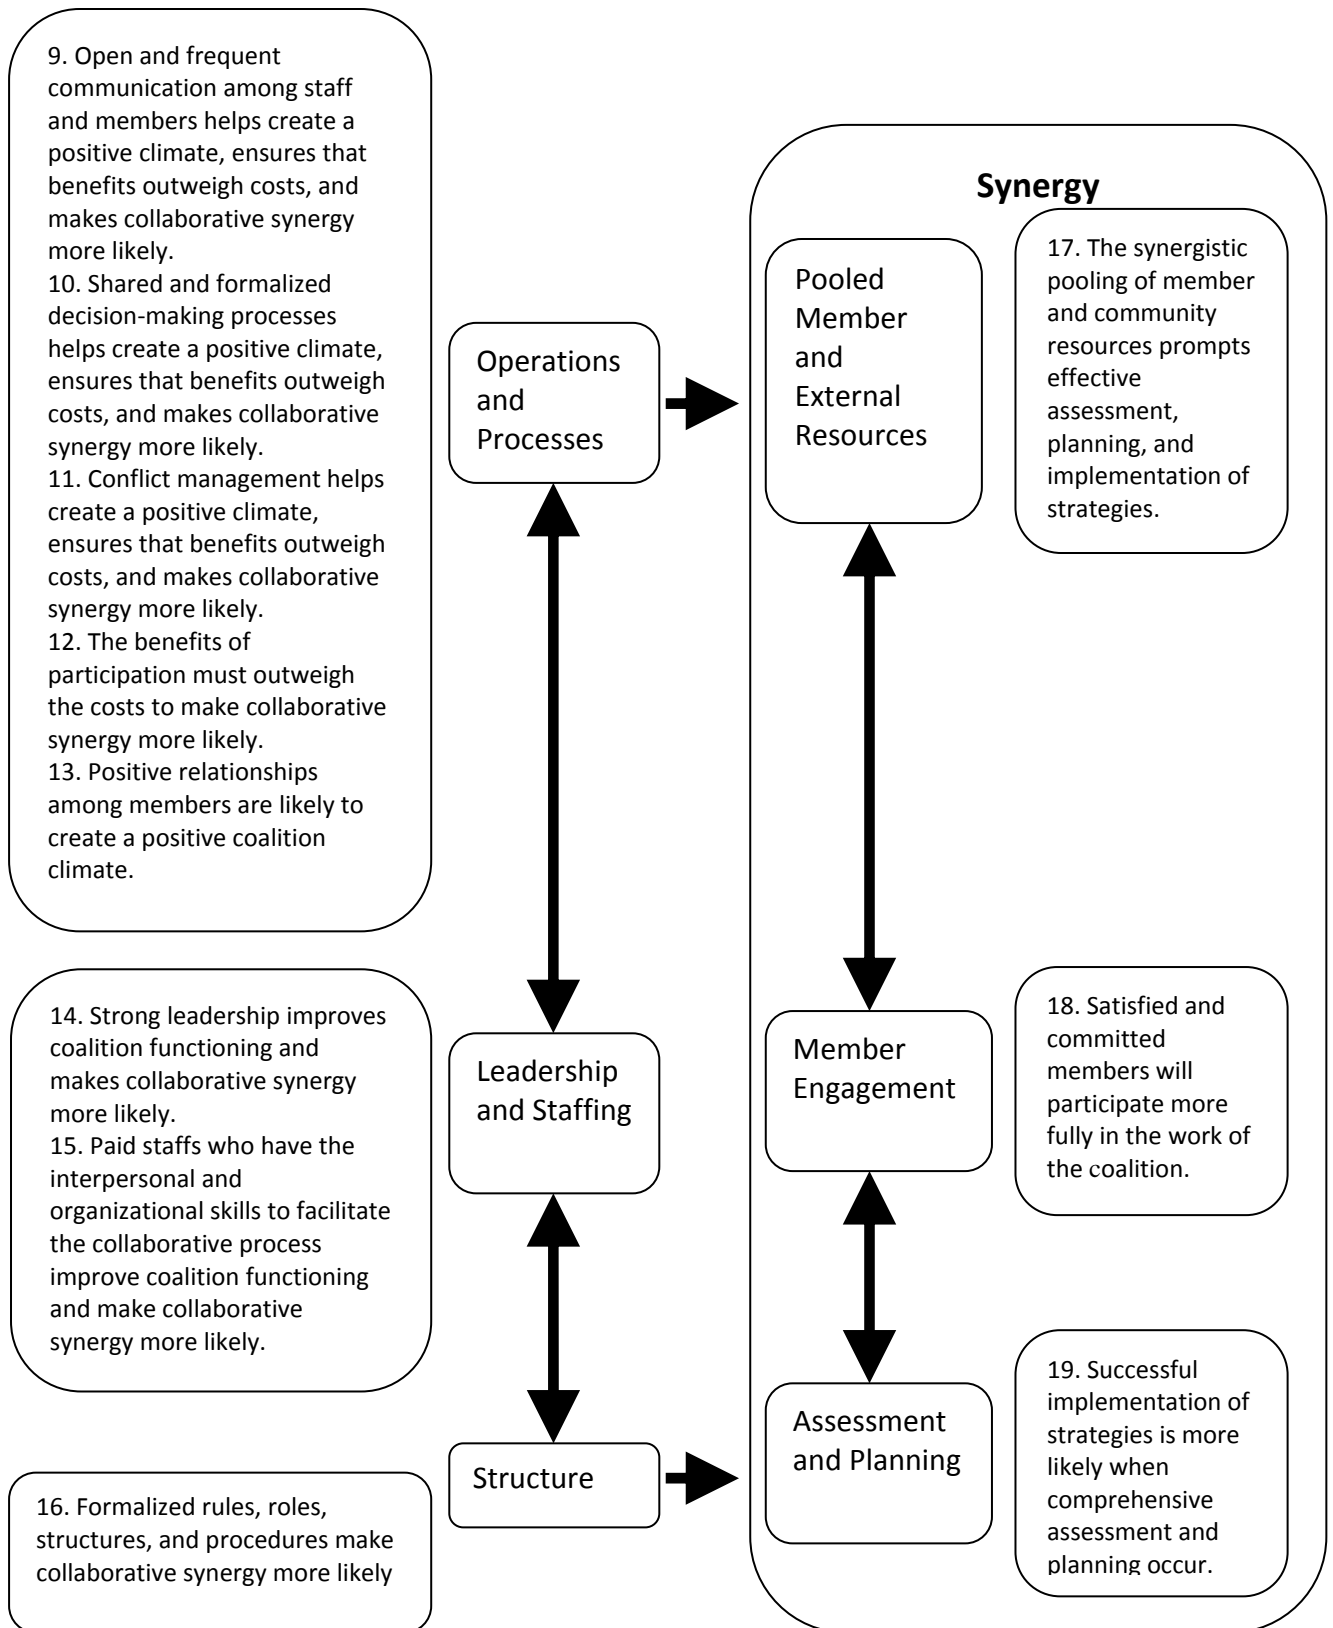 9. Open and frequent
communication among staff
and members helps create a
positive climate, ensures that
benefits outweigh costs, and
makes collaborative synergy
more likely.
10. Shared and formalized
decision-making processes
helps create a positive climate,
ensures that benefits outweigh
costs, and makes collaborative
synergy more likely.
11. Conflict management helps
create a positive climate,
ensures that benefits outweigh
costs, and makes collaborative
synergy more likely.
12. The benefits of
participation must outweigh
the costs to make collaborative
synergy more likely.
13. Positive relationships
among members are likely to
create a positive coalition
climate.
14. Strong leadership improves
coalition functioning and
makes collaborative synergy
more likely.
15. Paid staffs who have the
interpersonal and
organizational skills to facilitate
the collaborative process
improve coalition functioning
and make collaborative
synergy more likely.
16. Formalized rules, roles,
structures, and procedures make
collaborative synergy more likely
Operations
and
Processes
Leadership
and Staffing
Structure
Synergy
Pooled
Member
and
External
Resources
Member
Engagement
Assessment
and Planning
17. The synergistic
pooling of member
and community
resources prompts
effective
assessment,
planning, and
implementation of
strategies.
18. Satisfied and
committed
members will
participate more
fully in the work of
the coalition.
19. Successful
implementation of
strategies is more
likely when
comprehensive
assessment and
planning occur.